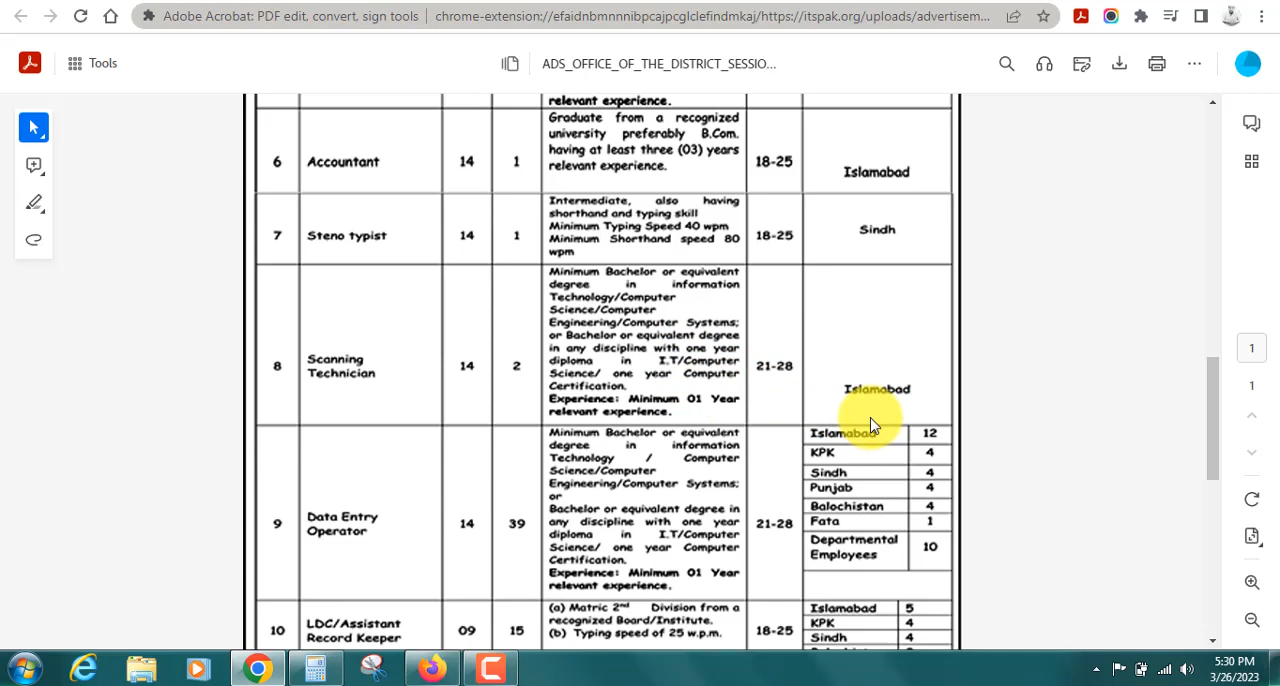 Adobe Acrobat: PDF edit, convert, sign tools | chrome-extension://efaidnbmnnnibpcajpcglclefindmkaj/https://itspak.org/uploads/advertisem...
Tools
ADS_OFFICE_OF_THE_DISTRICT_SESSIO...
relevant experience.
6
Accountant
14
1
Graduate from a recognized
university preferably B.Com.
having at least three (03) years
relevant experience.
18-25
Islamabad
7
Steno typist
14
1
Intermediate, also having
shorthand and typing skill
Minimum Typing Speed 40 wpm
Minimum Shorthand speed 80
wpm
18-25
Sindh
8
Scanning
Technician
14
2
Minimum Bachelor or equivalent
degree in information
Technology/Computer
Science/Computer
Engineering/Computer Systems;
or Bachelor or equivalent degree
in any discipline with one year
diploma in I.T/Computer
Science/ one year Computer
Certification.
Experience: Minimum 01 Year
relevant experience.
21-28
Islamabad
9
Data Entry
Operator
14
39
Minimum Bachelor or equivalent
degree in information
Technology / Computer
Science/Computer
Engineering/Computer Systems;
or
Bachelor or equivalent degree in
any discipline with one year
diploma in I.T/Computer
Science/ one year Computer
Certification.
Experience: Minimum 01 Year
relevant experience.
21-28
Islamabad 12
KPK 4
Sindh 4
Punjab 4
Balochistan 4
Fata 1
Departmental
Employees 10
10
LDC/Assistant
Record Keeper
09
15
(a) Matric 2nd Division from a
recognized Board/Institute.
(b) Typing speed of 25 w.p.m.
18-25
Islamabad 5
KPK 4
Sindh 4
1
1
5:30 PM
3/26/2023